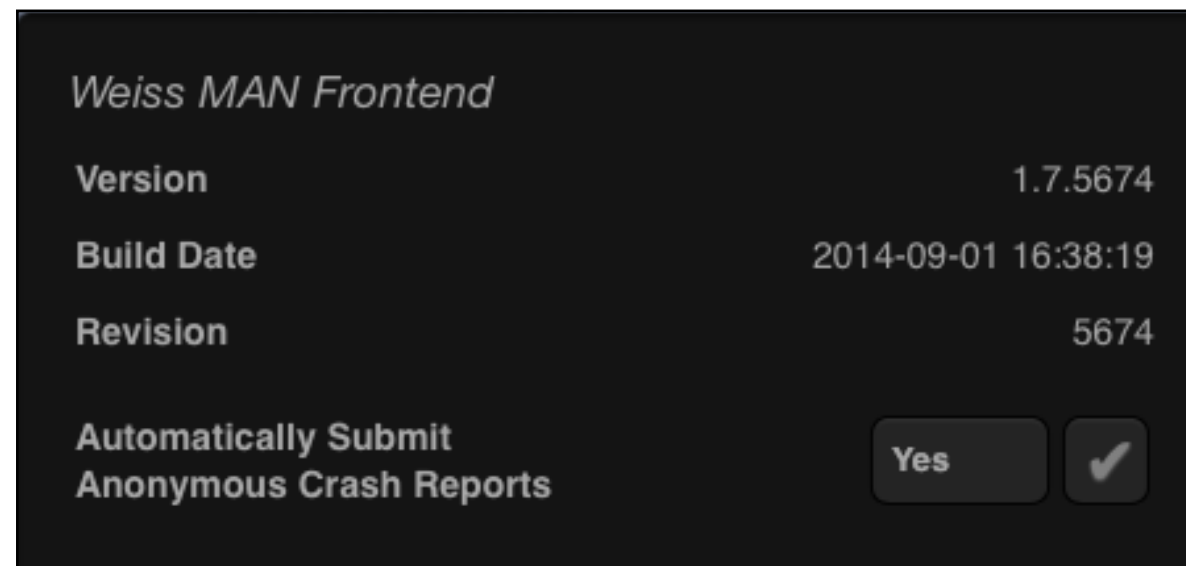 Weiss MAN Frontend
Version 1.7.5674
Build Date 2014-09-01 16:38:19
Revision 5674
Automatically Submit
Anonymous Crash Reports
Yes ✔